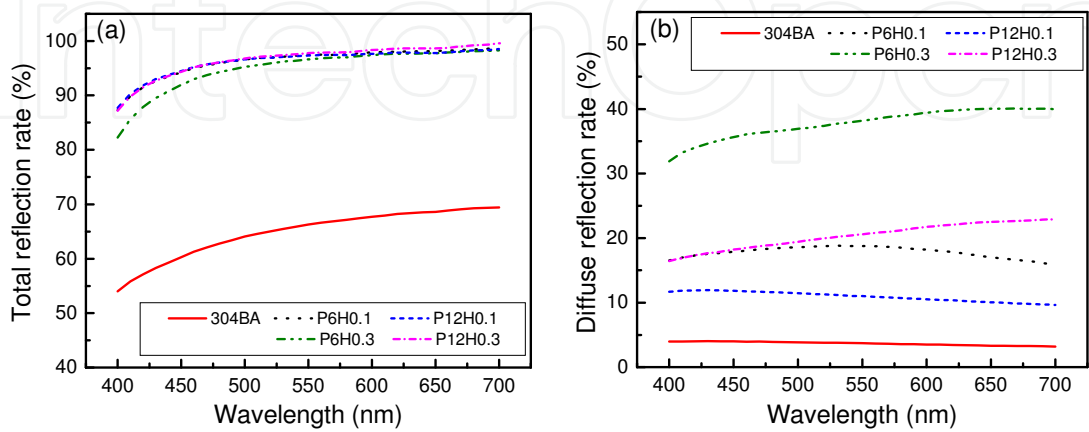 IntechOpen
(a)
Total reflection rate (%)
100
90
80
70
60
50
40
304BA P6H0.1 P12H0.1
P6H0.3 P12H0.3
400 450 500 550 600 650 700
Wavelength (nm)
(b)
Diffuse reflection rate (%)
50
40
30
20
10
0
304BA P6H0.1 P12H0.1
P6H0.3 P12H0.3
400 450 500 550 600 650 700
Wavelength (nm)